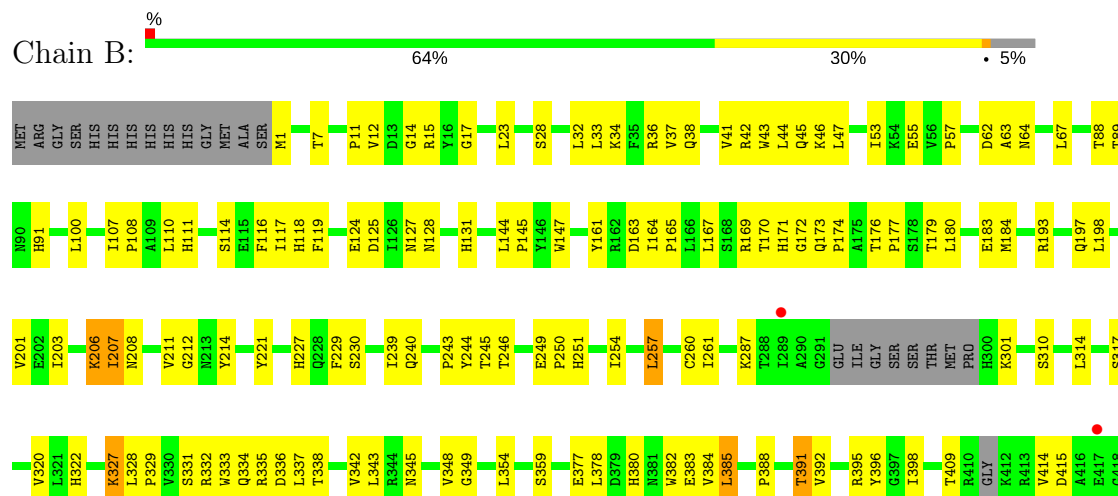 %
Chain B:
64% 30% • 5%
MET ARG GLY SER HIS HIS HIS HIS HIS HIS GLY MET ALA SER M1 T7 P11 V12 D13 G14 R15 Y16 G17 L23 S28 L32 L33 K34 F35 R36 V37 Q38 V41 R42 W43 L44 Q45 K46 L47 I53 K54 E55 V56 P57 D62 A63 N64 L67 T88 T89
N90 H91 L100 I107 P108 A109 L110 H111 S114 E115 F116 I117 H118 F119 E124 D125 I126 N127 N128 H131 L144 P145 Y146 W147 Y161 R162 D163 I164 P165 L166 L167 S168 R169 T170 H171 G172 Q173 P174 A175 T176 P177 S178 T179 L180 E183 M184 R193 Q197 L198
V201 E202 I203 K206 I207 N208 V211 G212 N213 Y214 Y221 H227 Q228 F229 S230 I239 Q240 P243 Y244 T245 T246 E249 P250 H251 I254 L257 C260 I261 K287 T288 I289 A290 G291 GLU ILE GLY SER SER THR MET PRO H300 K301 S310 L314 S317
V320 L321 H322 K327 L328 P329 V330 S331 R332 W333 Q334 R335 D336 L337 T338 V342 L343 R344 N345 V348 G349 L354 S359 E377 L378 D379 H380 N381 W382 E383 V384 L385 P388 T391 V392 R395 Y396 G397 I398 T409 R410 GLY K412 R413 V414 D415 A416 E417